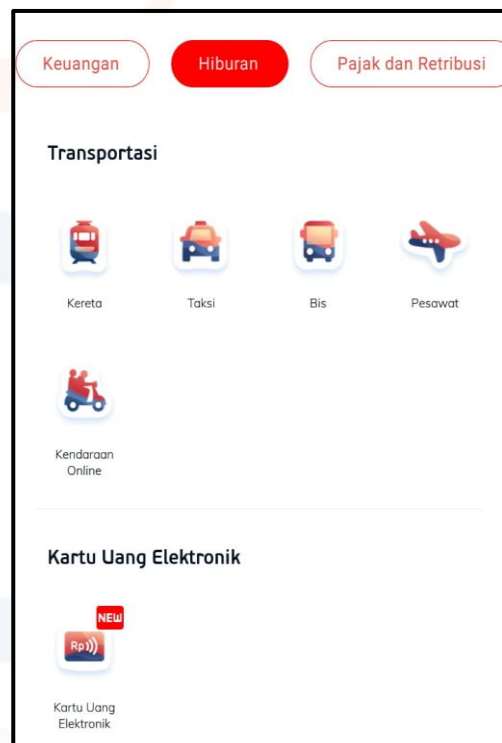 Keuangan
Hiburan
Pajak dan Retribusi
Transportasi
Kereta
Taksi
Bis
Pesawat
Kendaraan
Online
Kartu Uang Elektronik
NEW
Rp
Kartu Uang
Elektronik